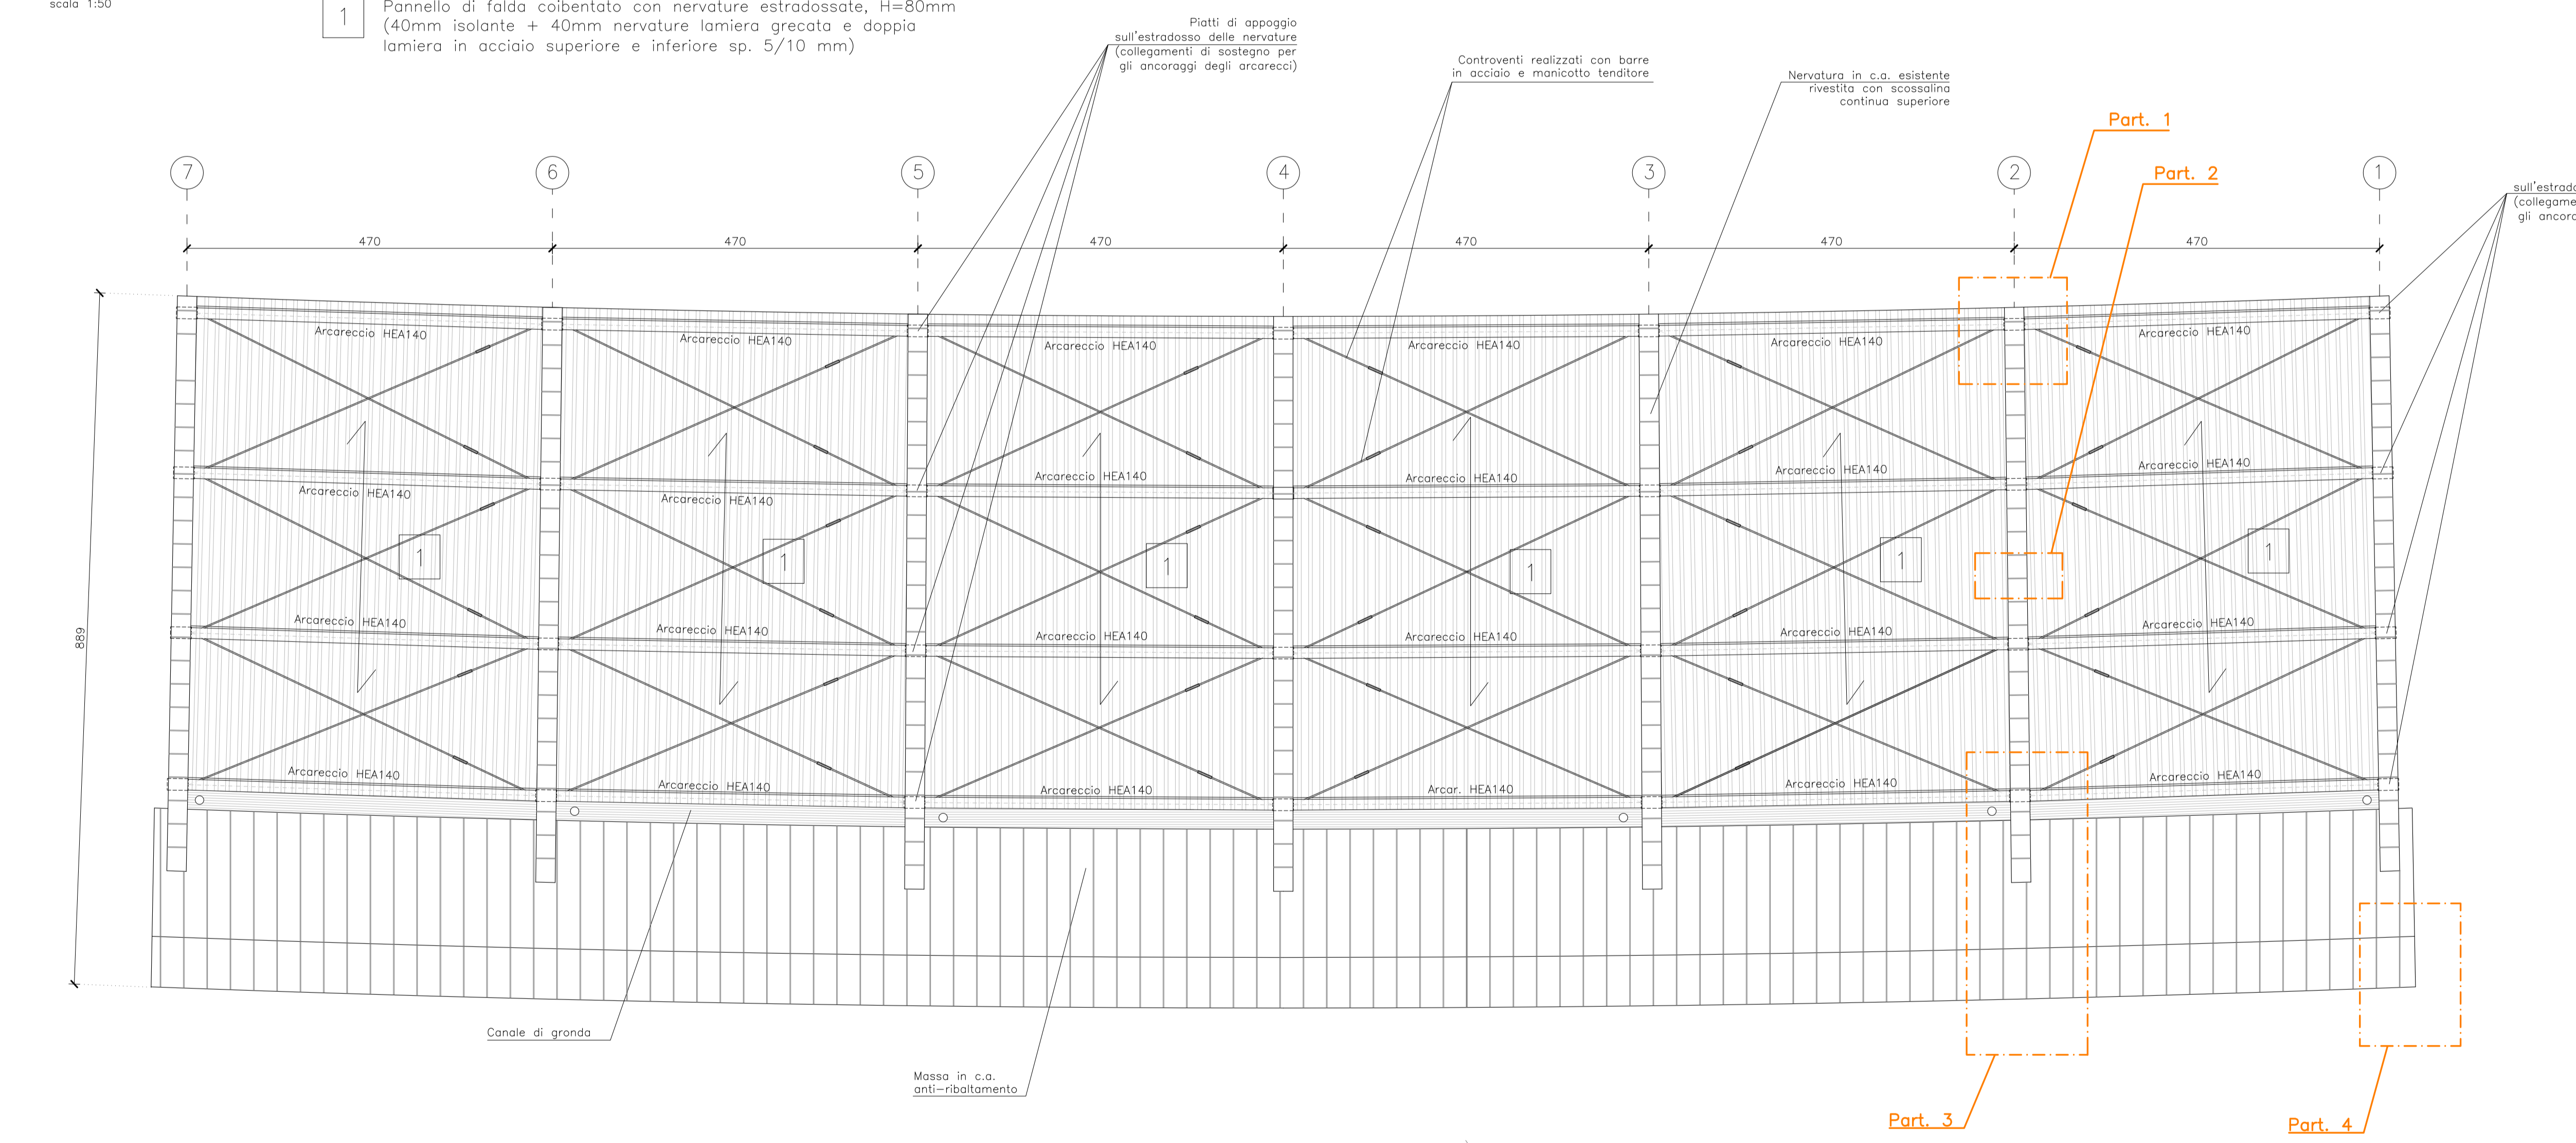 scala 1:50
1
Pannello di falda coibentato con nervature estradossate, H=80mm
(40mm isolante + 40mm nervature lamiera grecata e doppia
lamiera in acciaio superiore e inferiore sp. 5/10 mm)
Piatti di appoggio
sull'estradosso delle nervature
(collegamenti di sostegno per
gli ancoraggi degli arcarecci)
Controventi realizzati con barre
in acciaio e manicotto tenditore
Nervatura in c.a. esistente
rivestita con scossalina
continua superiore
Part. 1
Part. 2
sull'estrad
(collegame
gli ancora
7
6
5
4
3
2
1
470
470
470
470
470
470
889
Arcareccio HEA140
Arcareccio HEA140
Arcareccio HEA140
Arcareccio HEA140
Arcareccio HEA140
Arcareccio HEA140
Arcareccio HEA140
Arcareccio HEA140
Arcareccio HEA140
Arcareccio HEA140
Arcareccio HEA140
Arcareccio HEA140
1
1
1
1
1
1
Arcareccio HEA140
Arcareccio HEA140
Arcareccio HEA140
Arcareccio HEA140
Arcareccio HEA140
Arcareccio HEA140
Arcareccio HEA140
Arcareccio HEA140
Arcareccio HEA140
Arcar. HEA140
Arcareccio HEA140
Arcareccio HEA140
Canale di gronda
Massa in c.a.
anti-ribaltamento
Part. 3
Part. 4